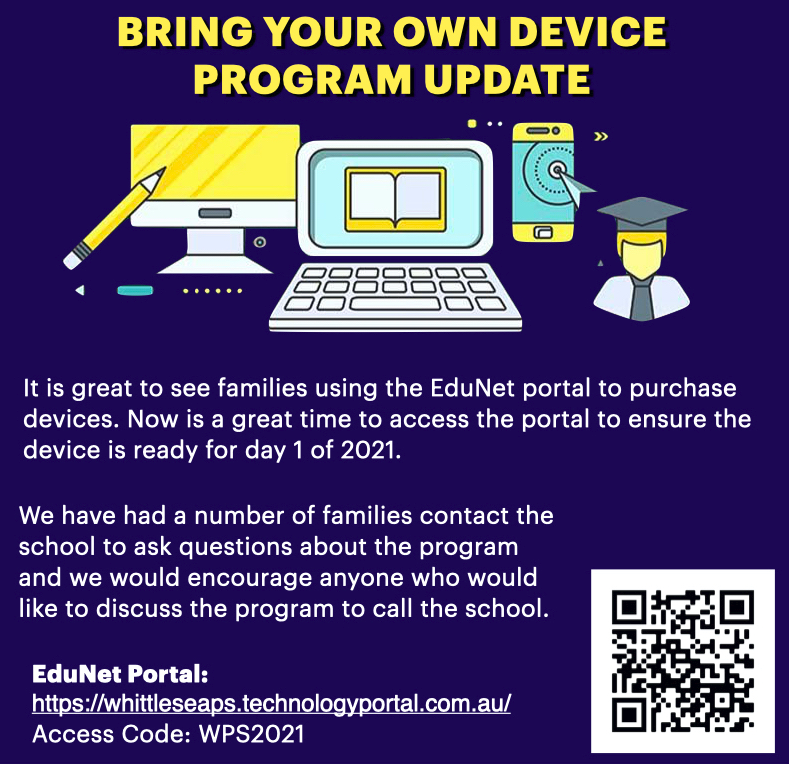 BRING YOUR OWN DEVICE
PROGRAM UPDATE
It is great to see families using the EduNet portal to purchase
devices. Now is a great time to access the portal to ensure the
device is ready for day 1 of 2021.
We have had a number of families contact the
school to ask questions about the program
and we would encourage anyone who would
like to discuss the program to call the school.
EduNet Portal:
https://whittleseaps.technologyportal.com.au/
Access Code: WPS2021